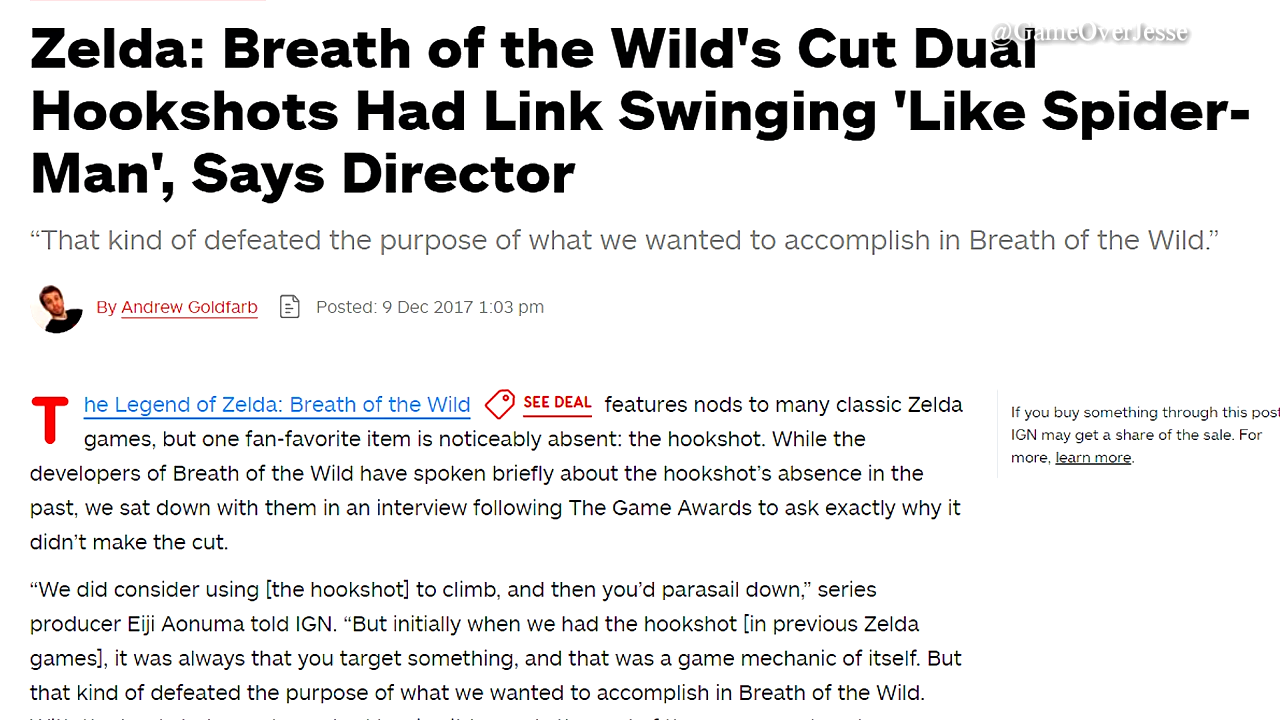 @GameOverJesse
Zelda: Breath of the Wild's Cut Dual
Hookshots Had Link Swinging 'Like Spider-
Man', Says Director
“That kind of defeated the purpose of what we wanted to accomplish in Breath of the Wild.”
By Andrew Goldfarb Posted: 9 Dec 2017 1:03 pm
The Legend of Zelda: Breath of the Wild SEE DEAL features nods to many classic Zelda
games, but one fan-favorite item is noticeably absent: the hookshot. While the
developers of Breath of the Wild have spoken briefly about the hookshot’s absence in the
past, we sat down with them in an interview following The Game Awards to ask exactly why it
didn’t make the cut.
“We did consider using [the hookshot] to climb, and then you’d parasail down,” series
producer Eiji Aonuma told IGN. “But initially when we had the hookshot [in previous Zelda
games], it was always that you target something, and that was a game mechanic of itself. But
that kind of defeated the purpose of what we wanted to accomplish in Breath of the Wild.
If you buy something through this post
IGN may get a share of the sale. For
more, learn more.